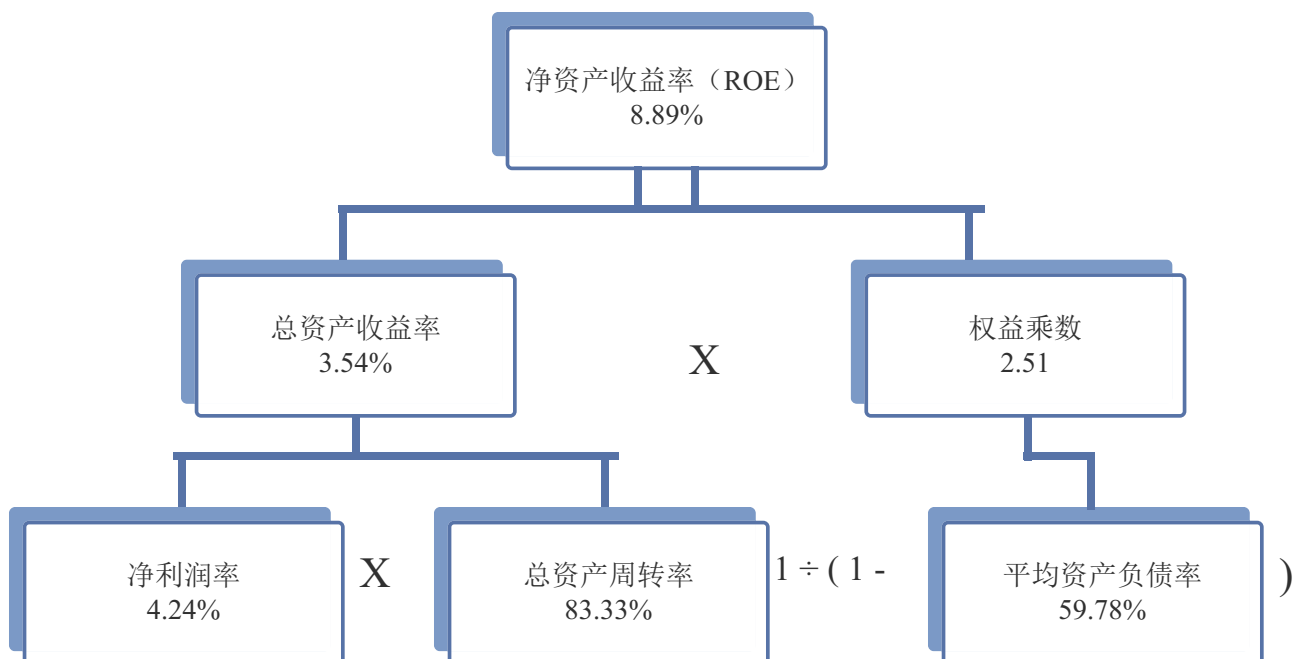 净资产收益率（ROE）
8.89%
总资产收益率
3.54%
X
权益乘数
2.51
净利润率
4.24%
X
总资产周转率
83.33%
1 ÷ ( 1 -
平均资产负债率
59.78%
)